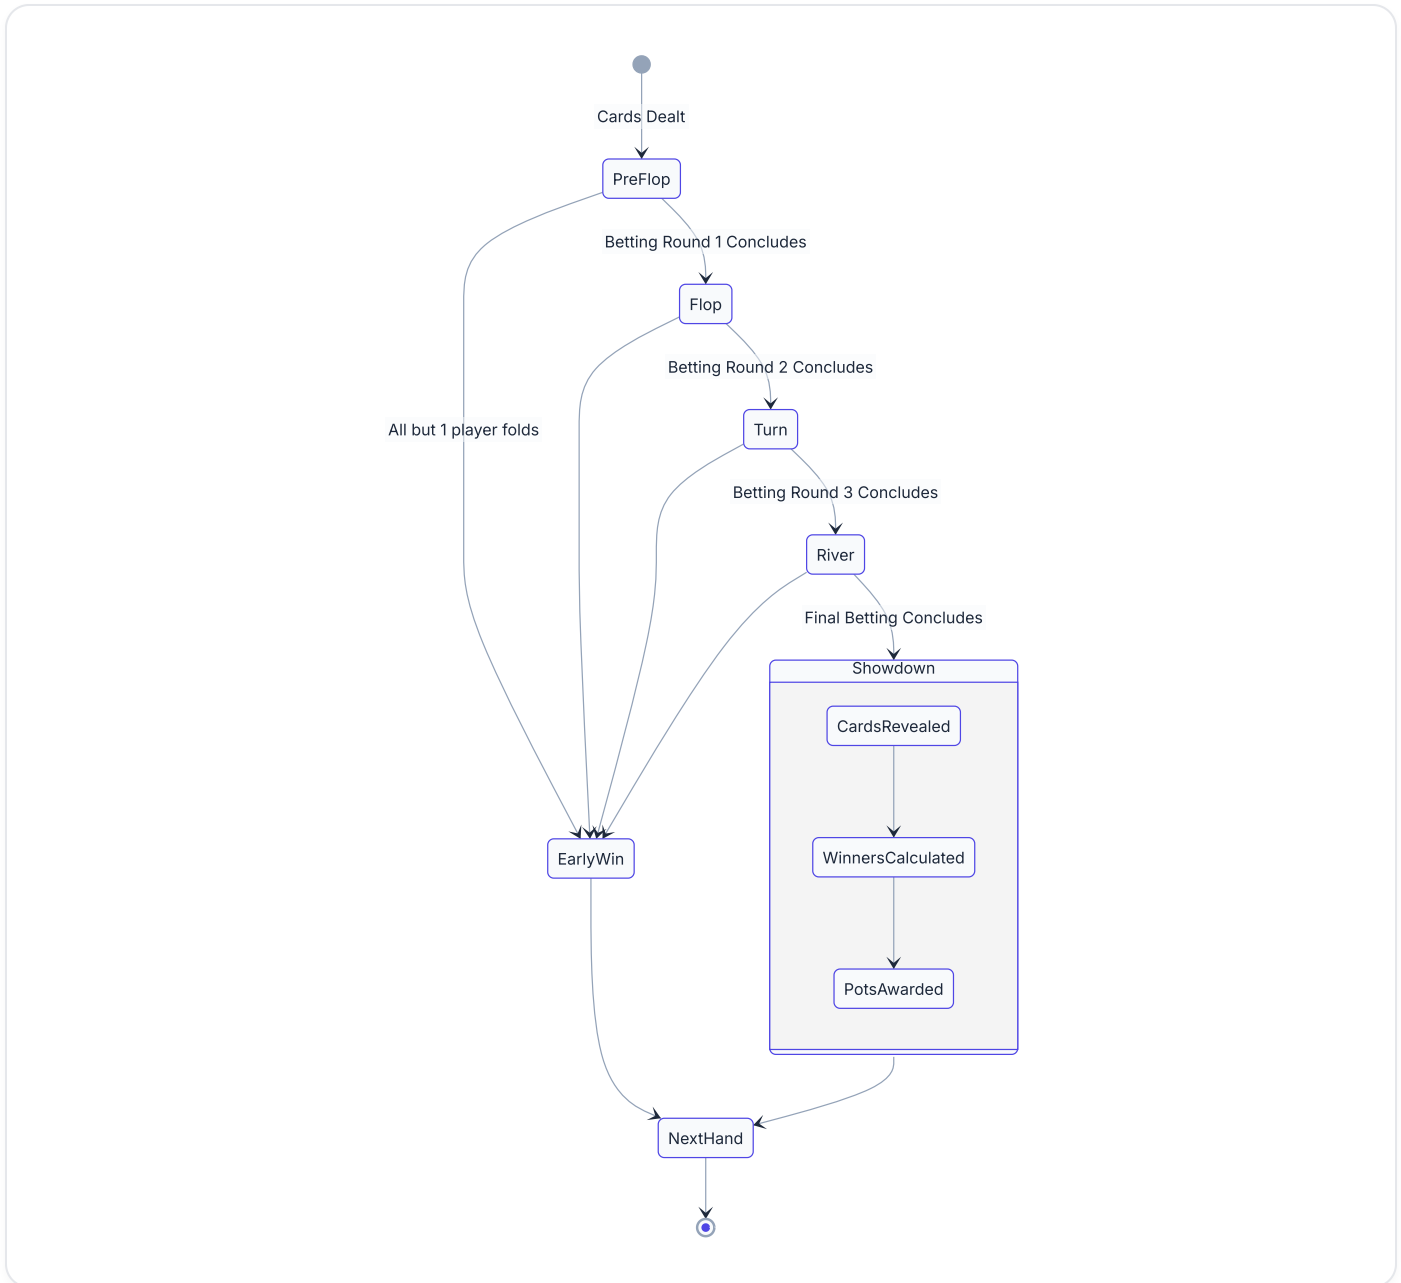 Cards Dealt
PreFlop
Betting Round 1 Concludes
Flop
Betting Round 2 Concludes
All but 1 player folds
Turn
Betting Round 3 Concludes
River
Final Betting Concludes
Showdown
CardsRevealed
WinnersCalculated
EarlyWin
PotsAwarded
NextHand